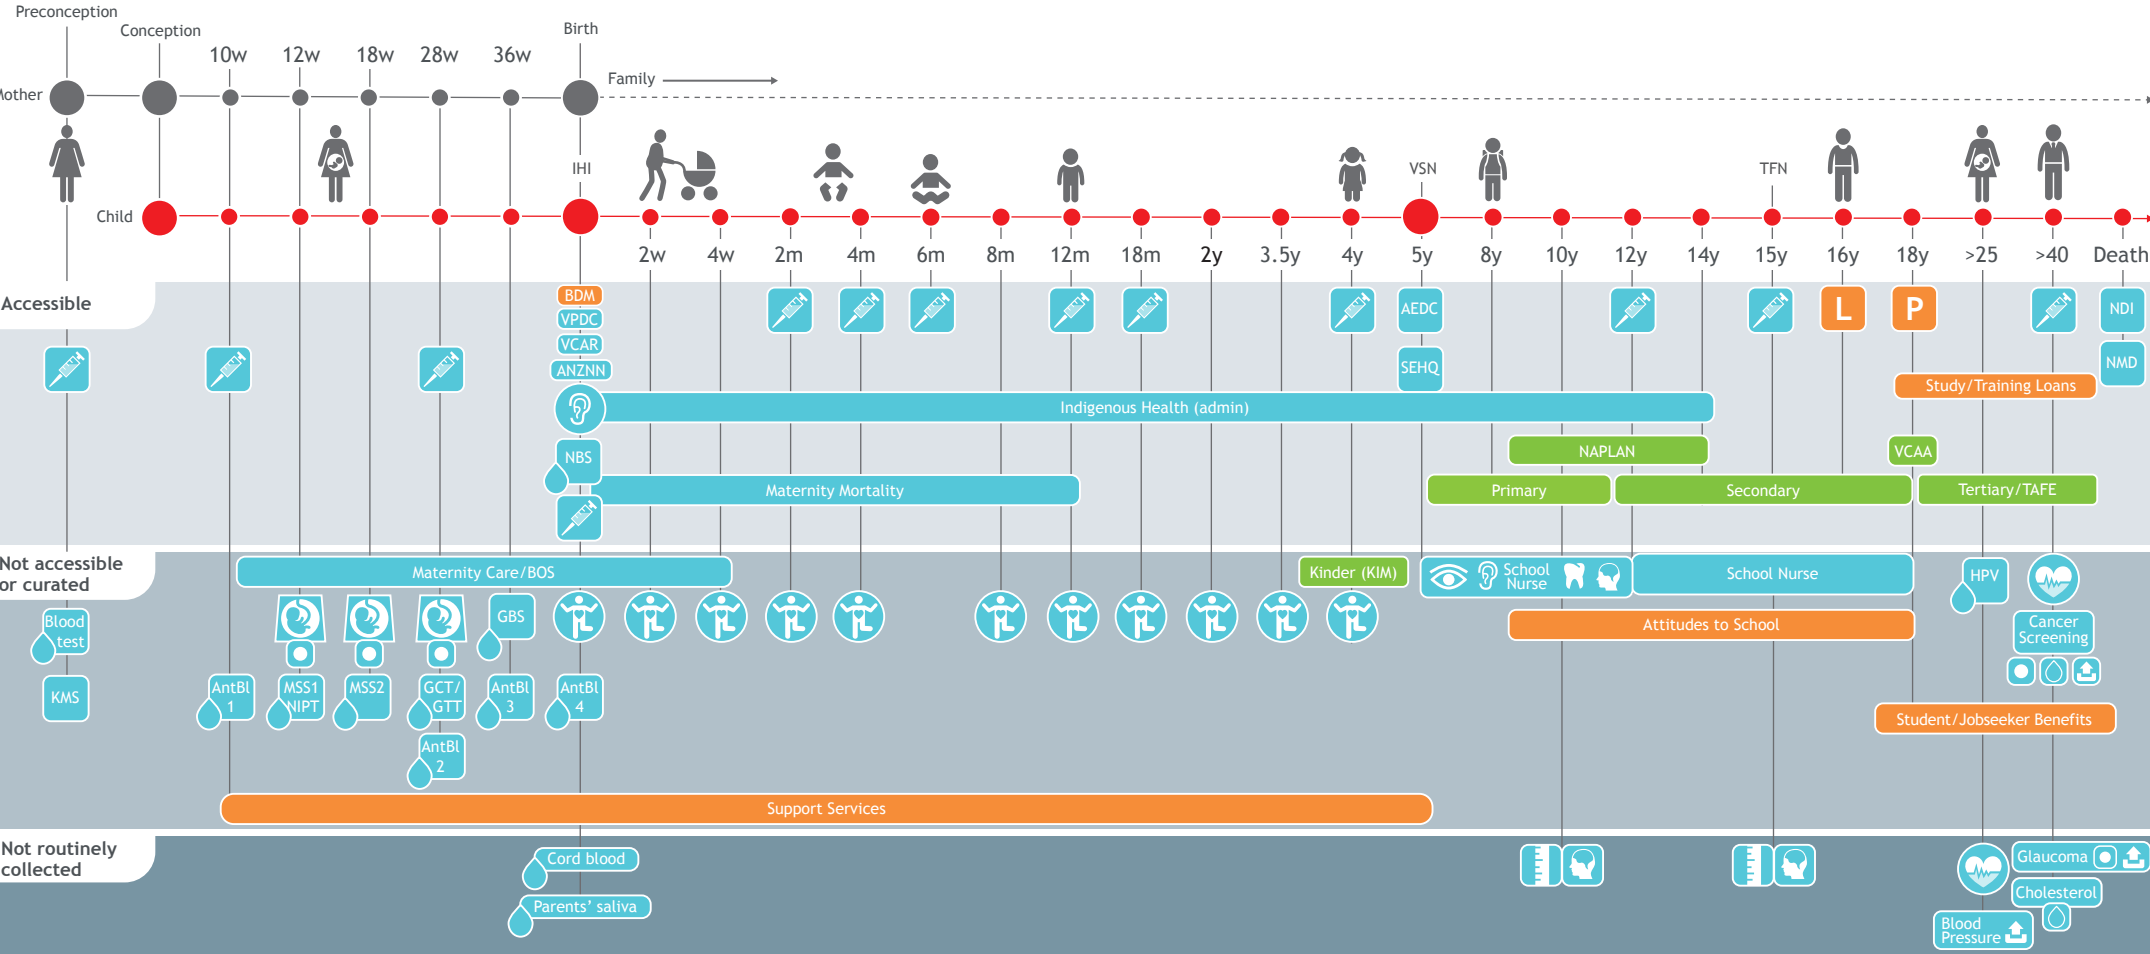 Preconception
Conception
Birth
10w 12w 18w 28w 36w
Family
Mother
IHI
VSN
TFN
Child
2w 4w 2m 4m 6m 8m 12m 18m 2y 3.5y 4y 5y 8y 10y 12y 14y 15y 16y 18y >25 >40 Death
Accessible
BDM
VPDC
VCAR
ANZNN
AEDC
SEHQ
L
P
NDI
NMD
Study/Training Loans
Indigenous Health (admin)
NBS
NAPLAN
VCAA
Maternity Mortality
Primary
Secondary
Tertiary/TAFE
Not accessible
or curated
Maternity Care/BOS
Kinder (KIM)
School
Nurse
School Nurse
HPV
Blood
test
GBS
Attitudes to School
Cancer
Screening
KMS
AntBl
1
MSS1
NIPT
MSS2
GCT/
GTT
AntBl
3
AntBl
4
AntBl
2
Student/Jobseeker Benefits
Support Services
Not routinely
collected
Cord blood
Parents’ saliva
Glaucoma
Cholesterol
Blood
Pressure